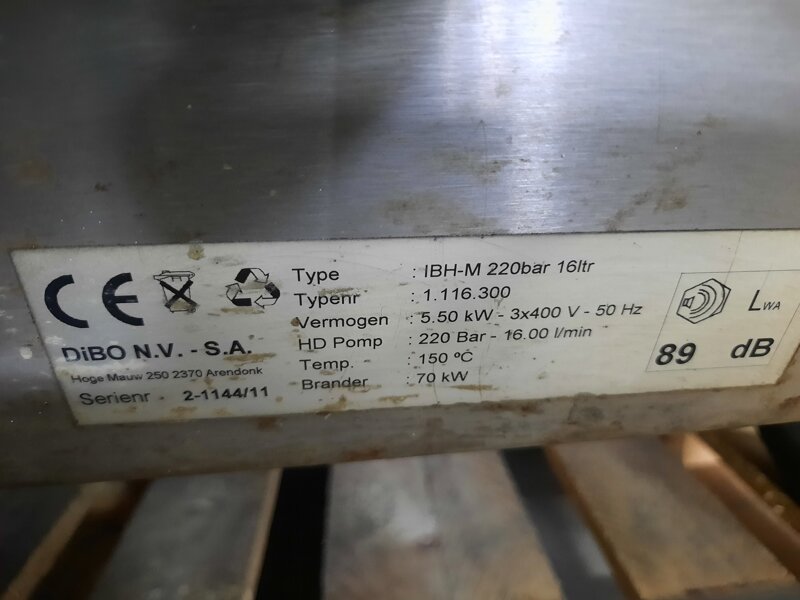 CE
DiBO N.V. - S.A.
Hoge Mauw 250 2370 Arendonk
Serienr 2-1144/11
Type : IBH-M 220bar 16ltr
Typenr : 1.116.300
Vermogen : 5.50 kW - 3x400 V - 50 Hz
HD Pomp : 220 Bar - 16.00 l/min
Temp. : 150 ºC
Brander : 70 kW
LWA
89 dB